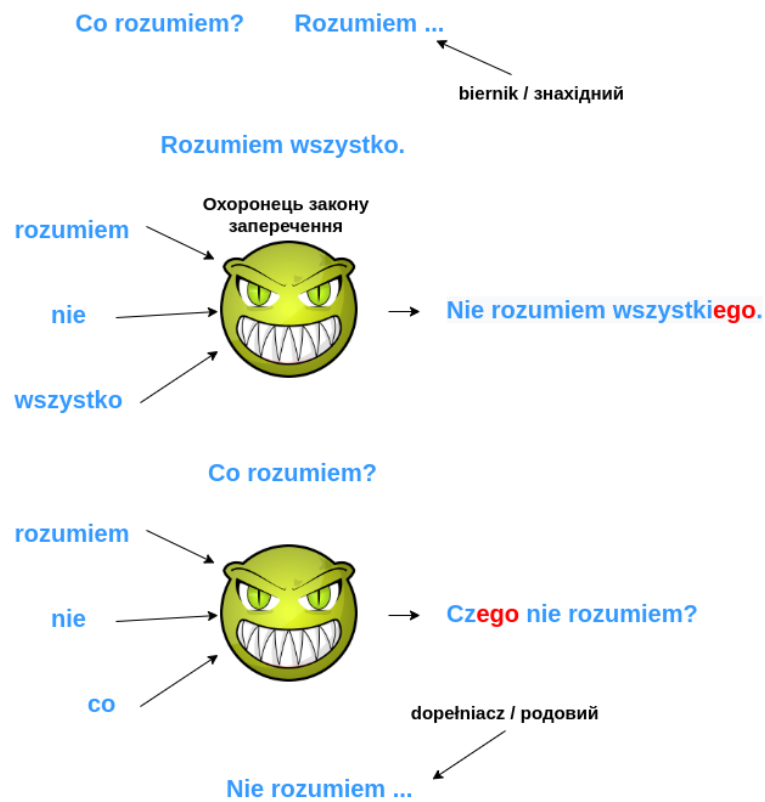 Co rozumiem? Rozumiem ...
biernik / знахідний
Rozumiem wszystko.
Охоронець закону
заперечення
rozumiem
nie
Nie rozumiem wszystkiego.
wszystko
Co rozumiem?
rozumiem
nie
Czego nie rozumiem?
co
dopełniacz / родовий
Nie rozumiem ...